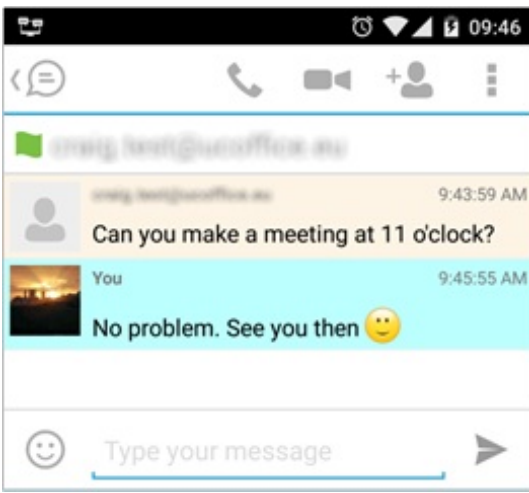 09:46
9:43:59 AM
Can you make a meeting at 11 o'clock?
You 9:45:55 AM
No problem. See you then
Type your message